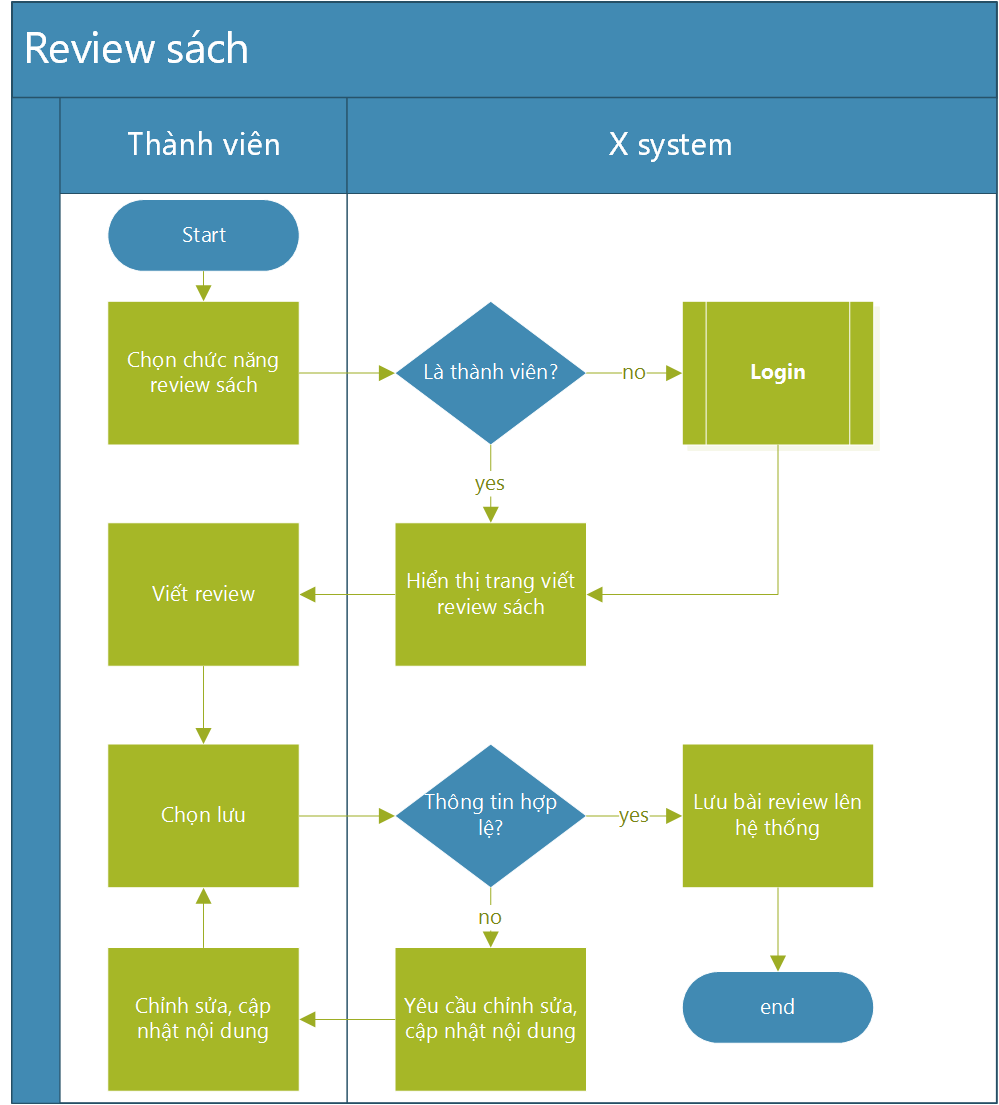 Review sách
Thành viên
X system
Start
Chọn chức năng
review sách
Là thành viên?
no
Login
yes
Viết review
Hiển thị trang viết
review sách
Chọn lưu
Thông tin hợp
lệ?
yes
Lưu bài review lên
hệ thống
no
Chỉnh sửa, cập
nhật nội dung
Yêu cầu chỉnh sửa,
cập nhật nội dung
end